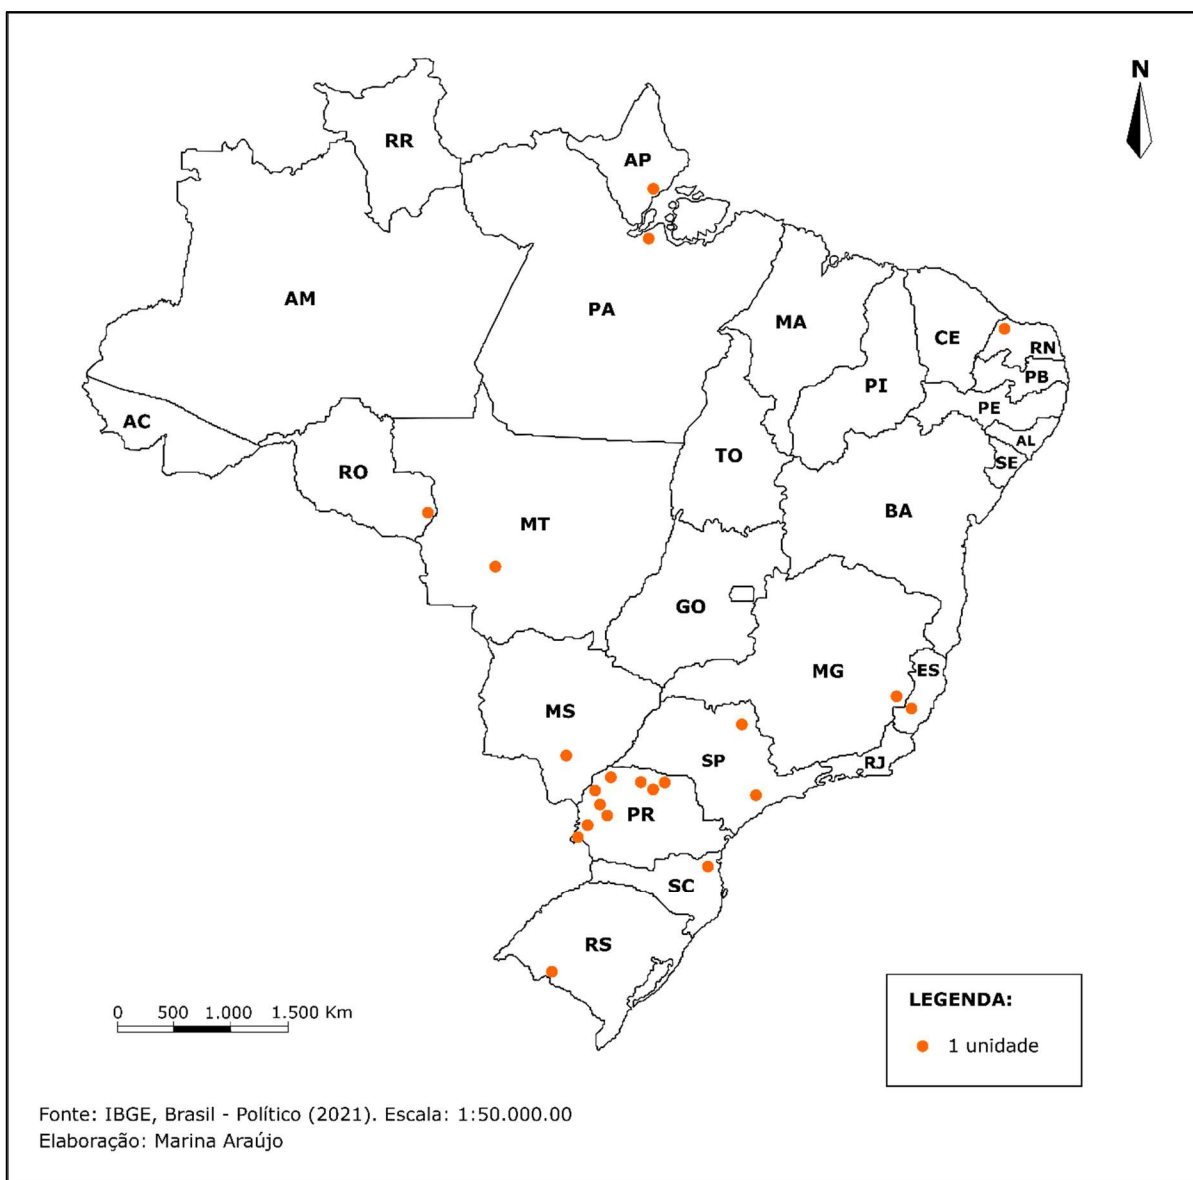 N
RR
AP
AM
PA
MA
CE
RN
PB
PI
PE
AC
AL
TO
SE
RO
BA
MT
GO
MG
ES
MS
SP
RJ
PR
SC
RS
LEGENDA:
0 500 1.000 1.500 Km
1 unidade
Fonte: IBGE, Brasil - Político (2021). Escala: 1:50.000.00
Elaboração: Marina Araújo